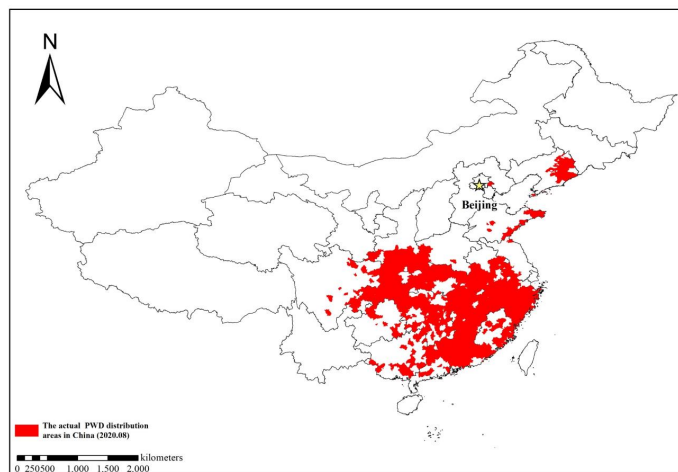 N
Beijing
The actual PWD distribution
areas in China (2020.08)
kilometers
0 250500 1.000 1.500 2.000